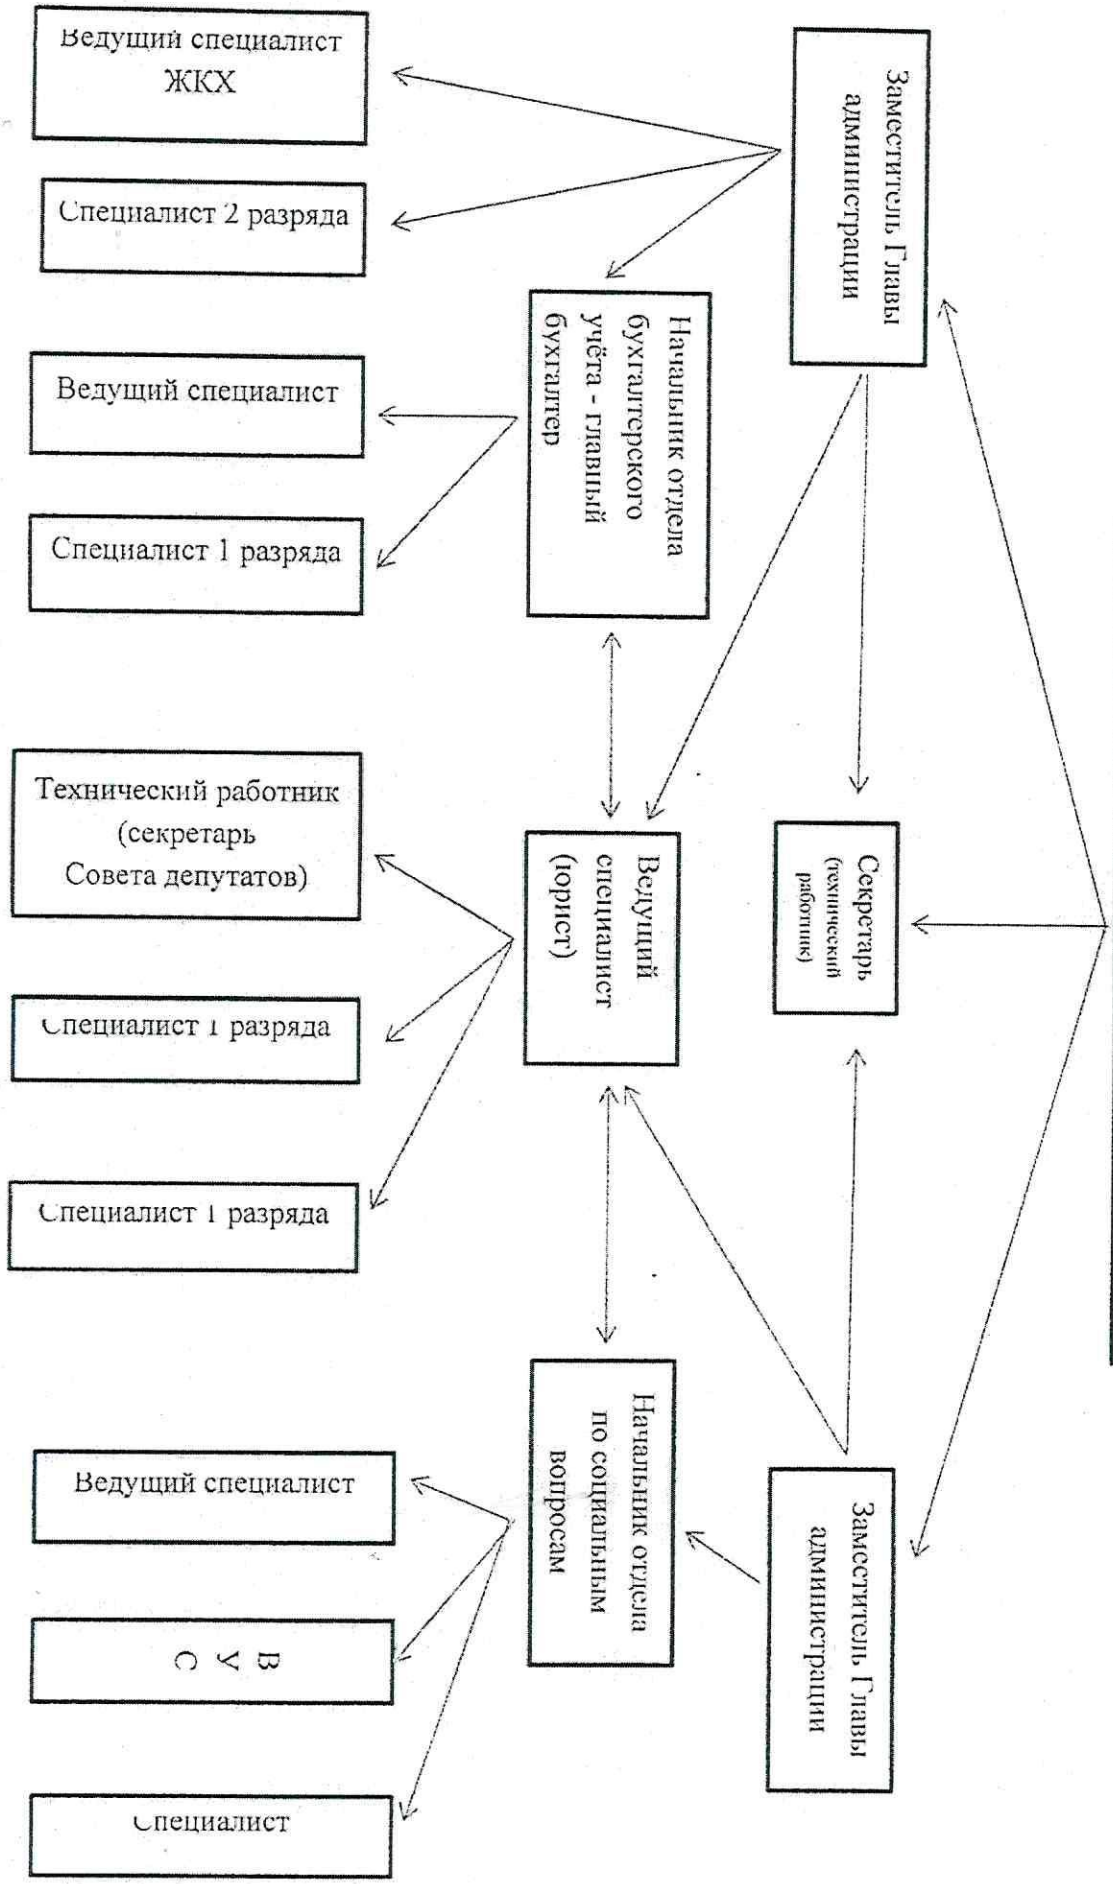 Заместитель Главы
администрации
Секретарь
(технический
работник)
Заместитель Главы
администрации
Начальник отдела
бухгалтерского
учёта - главный
бухгалтер
Ведущий
специалист
(юрист)
Начальник отдела
по социальным
вопросам
Ведущий специалист
ЖКХ
Специалист 2 разряда
Ведущий специалист
Специалист 1 разряда
Технический работник
(секретарь
Совета депутатов)
Специалист 1 разряда
Специалист 1 разряда
Ведущий специалист
В
У
С
Специалист